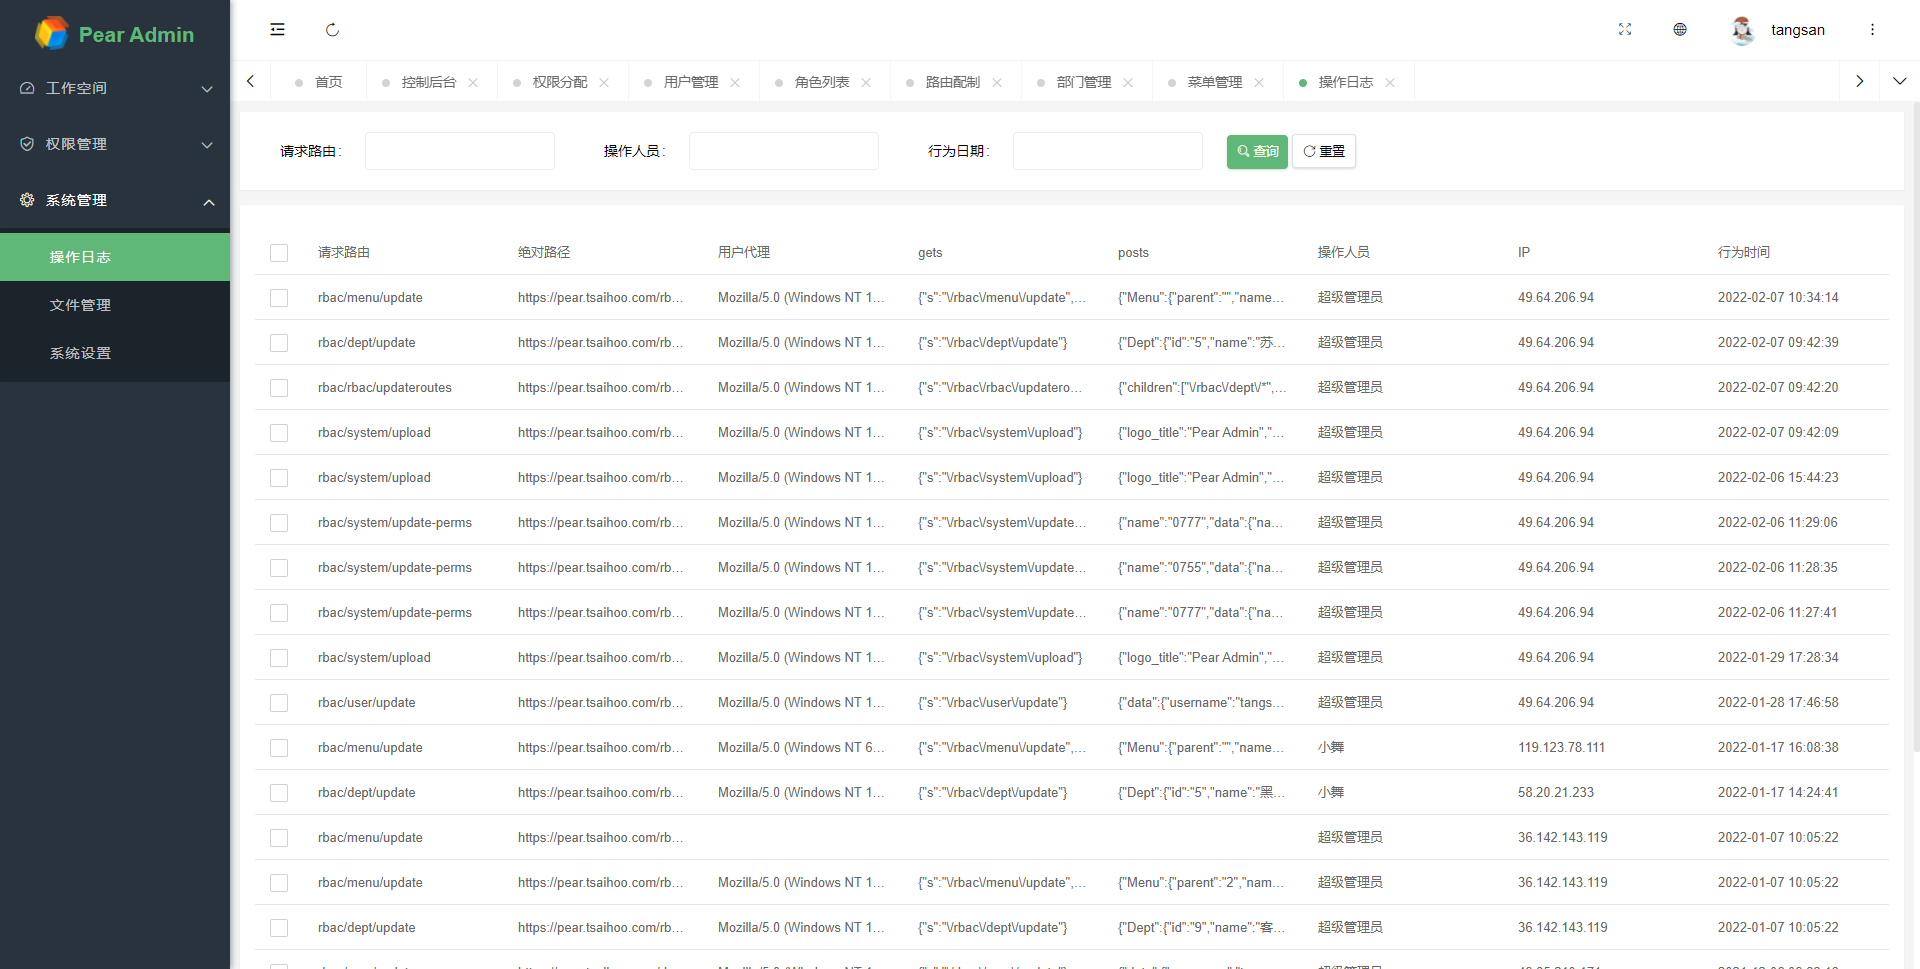 Pear Admin
tangsan
工作空间
权限管理
系统管理
操作日志
文件管理
系统设置
首页 控制后台 权限分配 用户管理 角色列表 路由配制 部门管理 菜单管理 操作日志
请求路由: 操作人员: 行为日期: 查询 重置
请求路由 绝对路径 用户代理 gets posts 操作人员 IP 行为时间
rbac/menu/update https://pear.tsaihoo.com/rb... Mozilla/5.0 (Windows NT 1... {"s":"\/rbac\/menu\/update",... {"Menu":{"parent":"","name... 超级管理员 49.64.206.94 2022-02-07 10:34:14
rbac/dept/update https://pear.tsaihoo.com/rb... Mozilla/5.0 (Windows NT 1... {"s":"\/rbac\/dept\/update"} {"Dept":{"id":"5","name":"苏... 超级管理员 49.64.206.94 2022-02-07 09:42:39
rbac/rbac/updateroutes https://pear.tsaihoo.com/rb... Mozilla/5.0 (Windows NT 1... {"s":"\/rbac\/rbac\/updatero... {"children":["\/rbac\/dept\/*",... 超级管理员 49.64.206.94 2022-02-07 09:42:20
rbac/system/upload https://pear.tsaihoo.com/rb... Mozilla/5.0 (Windows NT 1... {"s":"\/rbac\/system\/upload"} {"logo_title":"Pear Admin","... 超级管理员 49.64.206.94 2022-02-07 09:42:09
rbac/system/upload https://pear.tsaihoo.com/rb... Mozilla/5.0 (Windows NT 1... {"s":"\/rbac\/system\/upload"} {"logo_title":"Pear Admin","... 超级管理员 49.64.206.94 2022-02-06 15:44:23
rbac/system/update-perms https://pear.tsaihoo.com/rb... Mozilla/5.0 (Windows NT 1... {"s":"\/rbac\/system\/update... {"name":"0777","data":{"na... 超级管理员 49.64.206.94 2022-02-06 11:29:06
rbac/system/update-perms https://pear.tsaihoo.com/rb... Mozilla/5.0 (Windows NT 1... {"s":"\/rbac\/system\/update... {"name":"0755","data":{"na... 超级管理员 49.64.206.94 2022-02-06 11:28:35
rbac/system/update-perms https://pear.tsaihoo.com/rb... Mozilla/5.0 (Windows NT 1... {"s":"\/rbac\/system\/update... {"name":"0777","data":{"na... 超级管理员 49.64.206.94 2022-02-06 11:27:41
rbac/system/upload https://pear.tsaihoo.com/rb... Mozilla/5.0 (Windows NT 1... {"s":"\/rbac\/system\/upload"} {"logo_title":"Pear Admin","... 超级管理员 49.64.206.94 2022-01-29 17:28:34
rbac/user/update https://pear.tsaihoo.com/rb... Mozilla/5.0 (Windows NT 1... {"s":"\/rbac\/user\/update"} {"data":{"username":"tangs... 超级管理员 49.64.206.94 2022-01-28 17:46:58
rbac/menu/update https://pear.tsaihoo.com/rb... Mozilla/5.0 (Windows NT 6... {"s":"\/rbac\/menu\/update",... {"Menu":{"parent":"","name... 小舞 119.123.78.111 2022-01-17 16:08:38
rbac/dept/update https://pear.tsaihoo.com/rb... Mozilla/5.0 (Windows NT 1... {"s":"\/rbac\/dept\/update"} {"Dept":{"id":"5","name":"黑... 小舞 58.20.21.233 2022-01-17 14:24:41
rbac/menu/update https://pear.tsaihoo.com/rb... 超级管理员 36.142.143.119 2022-01-07 10:05:22
rbac/menu/update https://pear.tsaihoo.com/rb... Mozilla/5.0 (Windows NT 1... {"s":"\/rbac\/menu\/update",... {"Menu":{"parent":"2","nam... 超级管理员 36.142.143.119 2022-01-07 10:05:22
rbac/dept/update https://pear.tsaihoo.com/rb... Mozilla/5.0 (Windows NT 1... {"s":"\/rbac\/dept\/update"} {"Dept":{"id":"9","name":"客... 超级管理员 36.142.143.119 2022-01-07 10:05:22